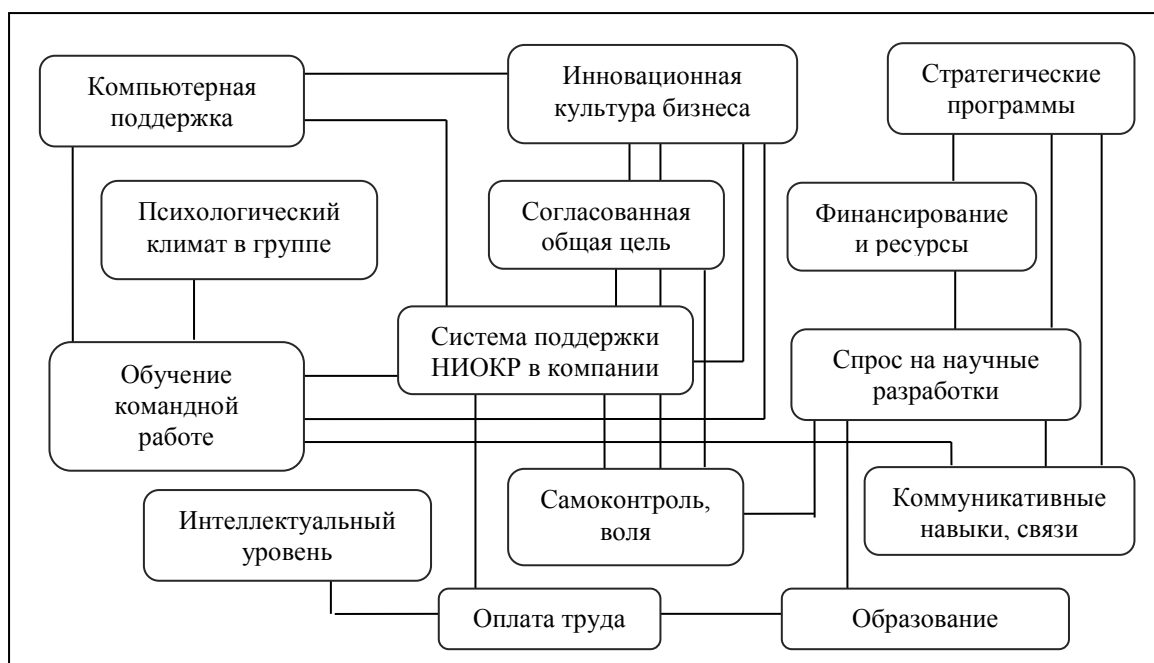 Компьютерная
поддержка
Инновационная
культура бизнеса
Стратегические
программы
Психологический
климат в группе
Согласованная
общая цель
Финансирование
и ресурсы
Обучение
командной
работе
Система поддержки
НИОКР в компании
Спрос на научные
разработки
Интеллектуальный
уровень
Самоконтроль,
воля
Коммуникативные
навыки, связи
Оплата труда
Образование